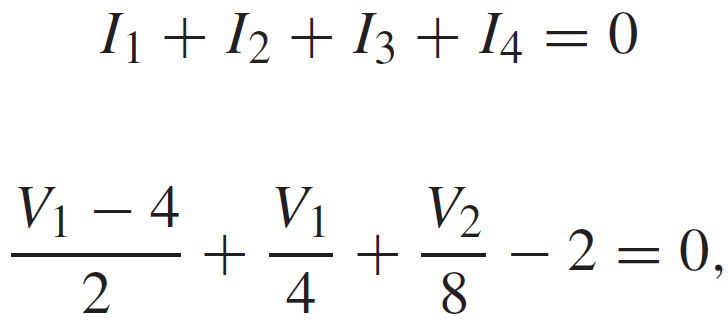 I₁ + I₂ + I₃ + I₄ = 0
(V₁ − 4)/2 + V₁/4 + V₂/8 − 2 = 0,